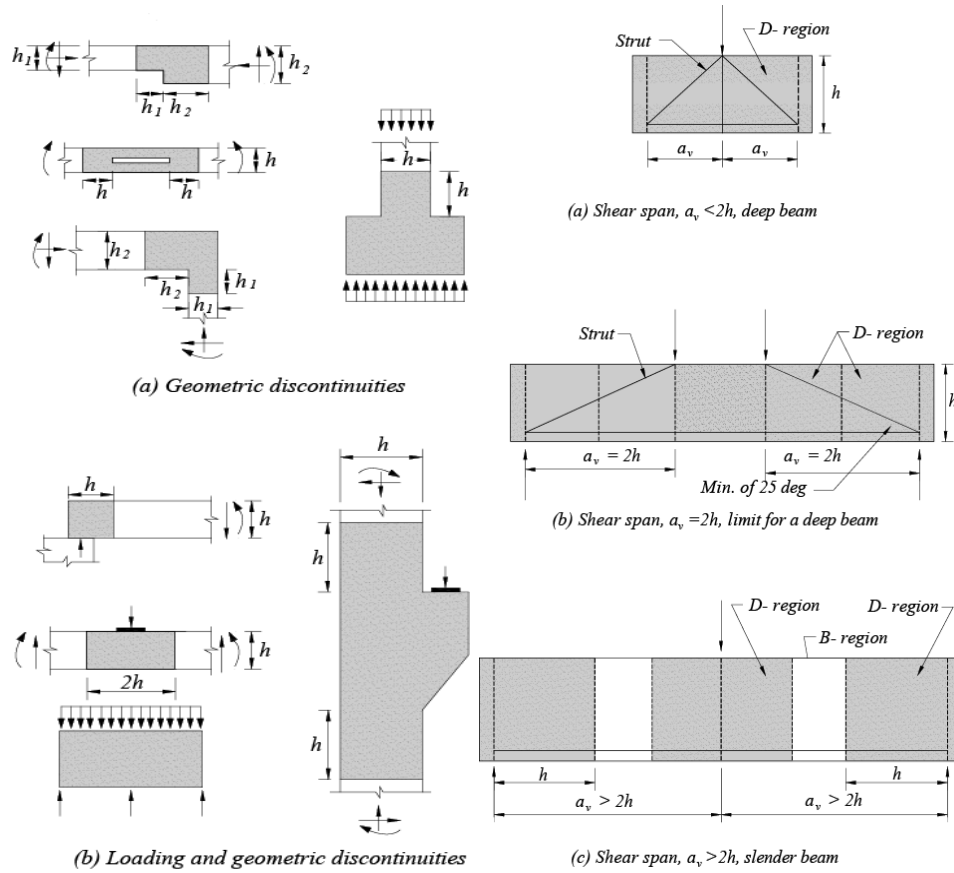 h₁
h₂
h₁
h₂
h
h
h
h₂
h₁
h₂
h₁
h
h
(a) Geometric discontinuities
h
h
h
2h
h
h
h
(b) Loading and geometric discontinuities
D- region
Strut
h
aᵥ
aᵥ
(a) Shear span, aᵥ <2h, deep beam
Strut
D- region
h
aᵥ = 2h
aᵥ = 2h
Min. of 25 deg
(b) Shear span, aᵥ =2h, limit for a deep beam
D- region
D- region
B- region
h
h
aᵥ > 2h
aᵥ > 2h
(c) Shear span, aᵥ >2h, slender beam